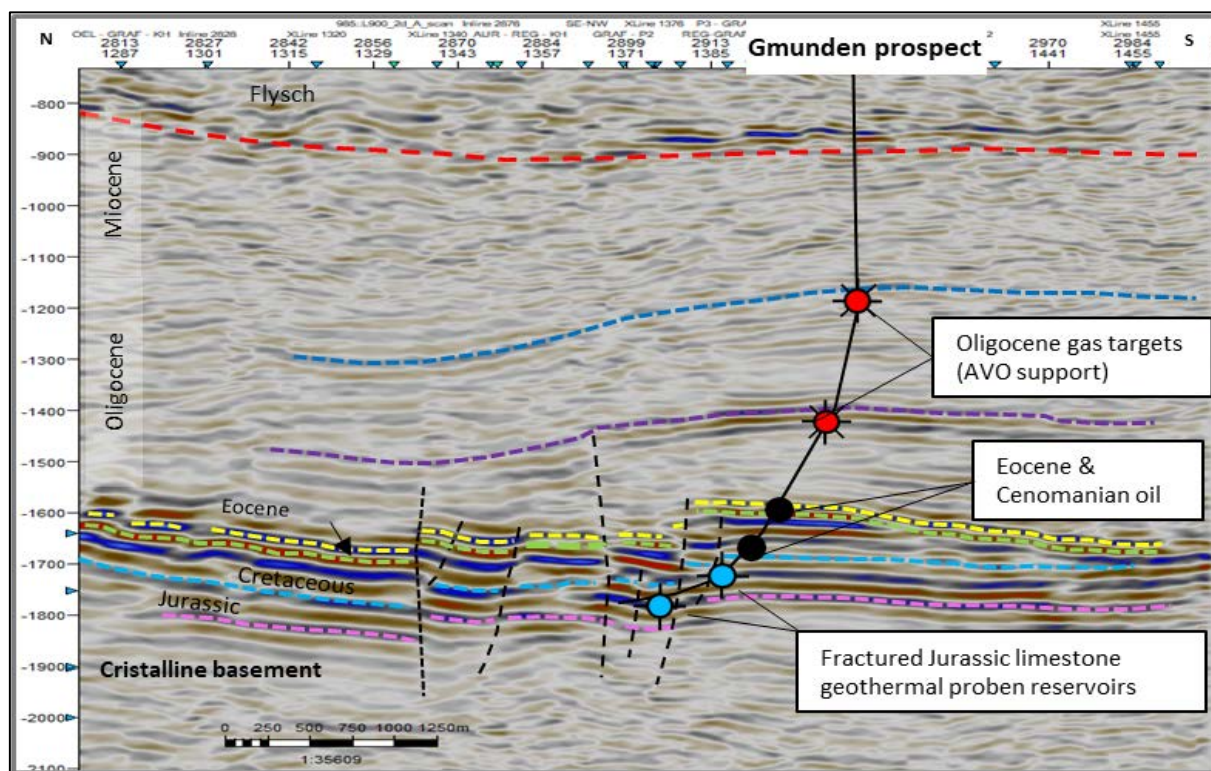 985::L900_2d_A_scan Inline 2876 SE-NW XLine 1376 P3 - GRA XLine 1455
N OEL - GRAF - KH Inline 2828 XLine 1320 XLine 1340 AUR - REG - KH GRAF - P2 REG-GRAF 2 S
2813 2827 2842 2856 2870 2884 2899 2913 2970 2984
1287 1301 1315 1329 1343 1357 1371 1385 1441 1455
Gmunden prospect
Flysch
-800
-900
Miocene
-1000
-1100
-1200
-1300
Oligocene gas targets
(AVO support)
Oligocene
-1400
-1500
Eocene &
Cenomanian oil
Eocene
-1600
-1700
Cretaceous
Jurassic
-1800
Fractured Jurassic limestone
geothermal proben reservoirs
Cristalline basement
-1900
-2000
0 250 500 750 1000 1250m
1:35609
-2100